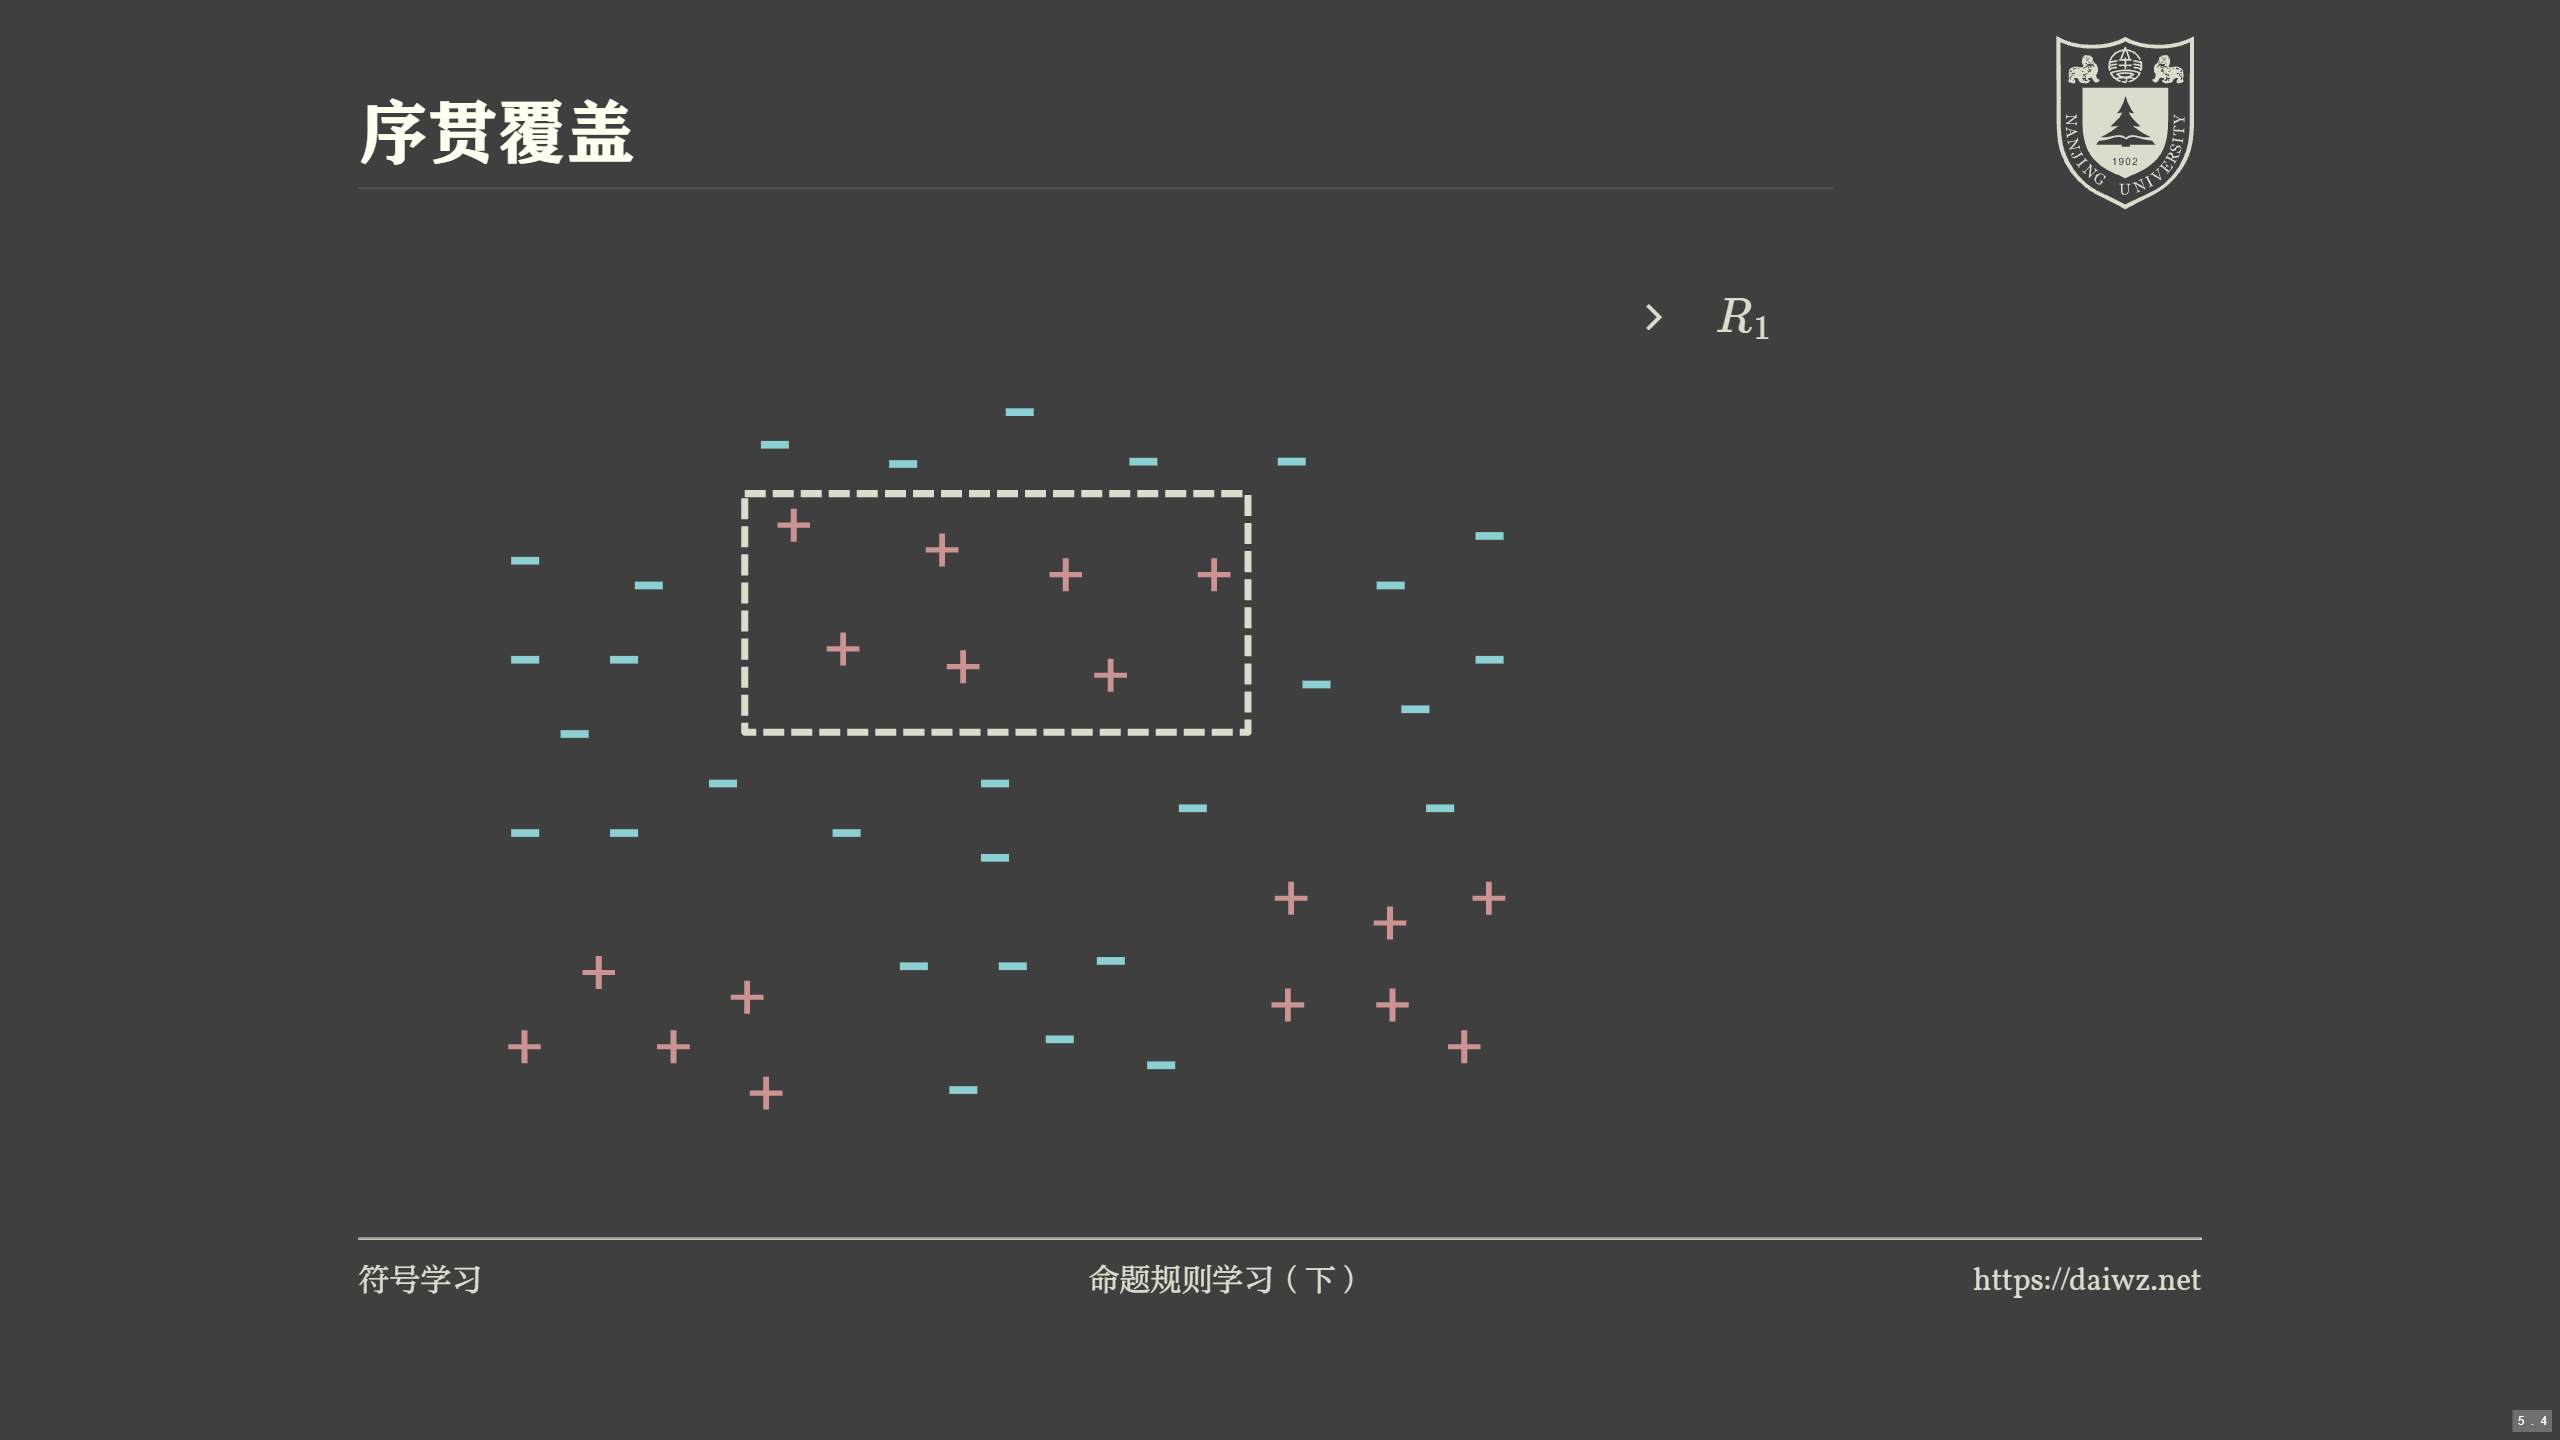 序贯覆盖
NANJING UNIVERSITY
1902
R₁
符号学习
命题规则学习（下）
https://daiwz.net
5 . 4